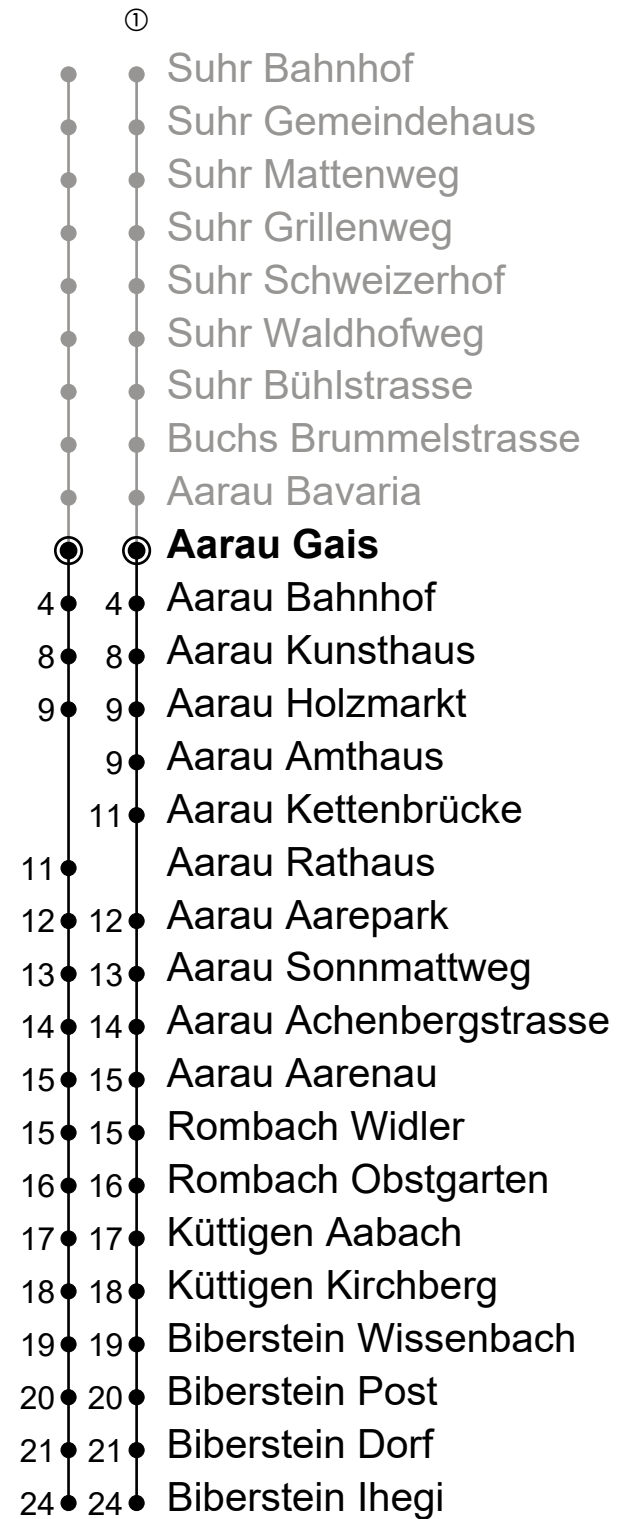 ①
Suhr Bahnhof
Suhr Gemeindehaus
Suhr Mattenweg
Suhr Grillenweg
Suhr Schweizerhof
Suhr Waldhofweg
Suhr Bühlstrasse
Buchs Brummelstrasse
Aarau Bavaria
Aarau Gais
4 4 Aarau Bahnhof
8 8 Aarau Kunsthaus
9 9 Aarau Holzmarkt
9 Aarau Amthaus
11 Aarau Kettenbrücke
11 Aarau Rathaus
12 12 Aarau Aarepark
13 13 Aarau Sonnmattweg
14 14 Aarau Achenbergstrasse
15 15 Aarau Aarenau
15 15 Rombach Widler
16 16 Rombach Obstgarten
17 17 Küttigen Aabach
18 18 Küttigen Kirchberg
19 19 Biberstein Wissenbach
20 20 Biberstein Post
21 21 Biberstein Dorf
24 24 Biberstein Ihegi